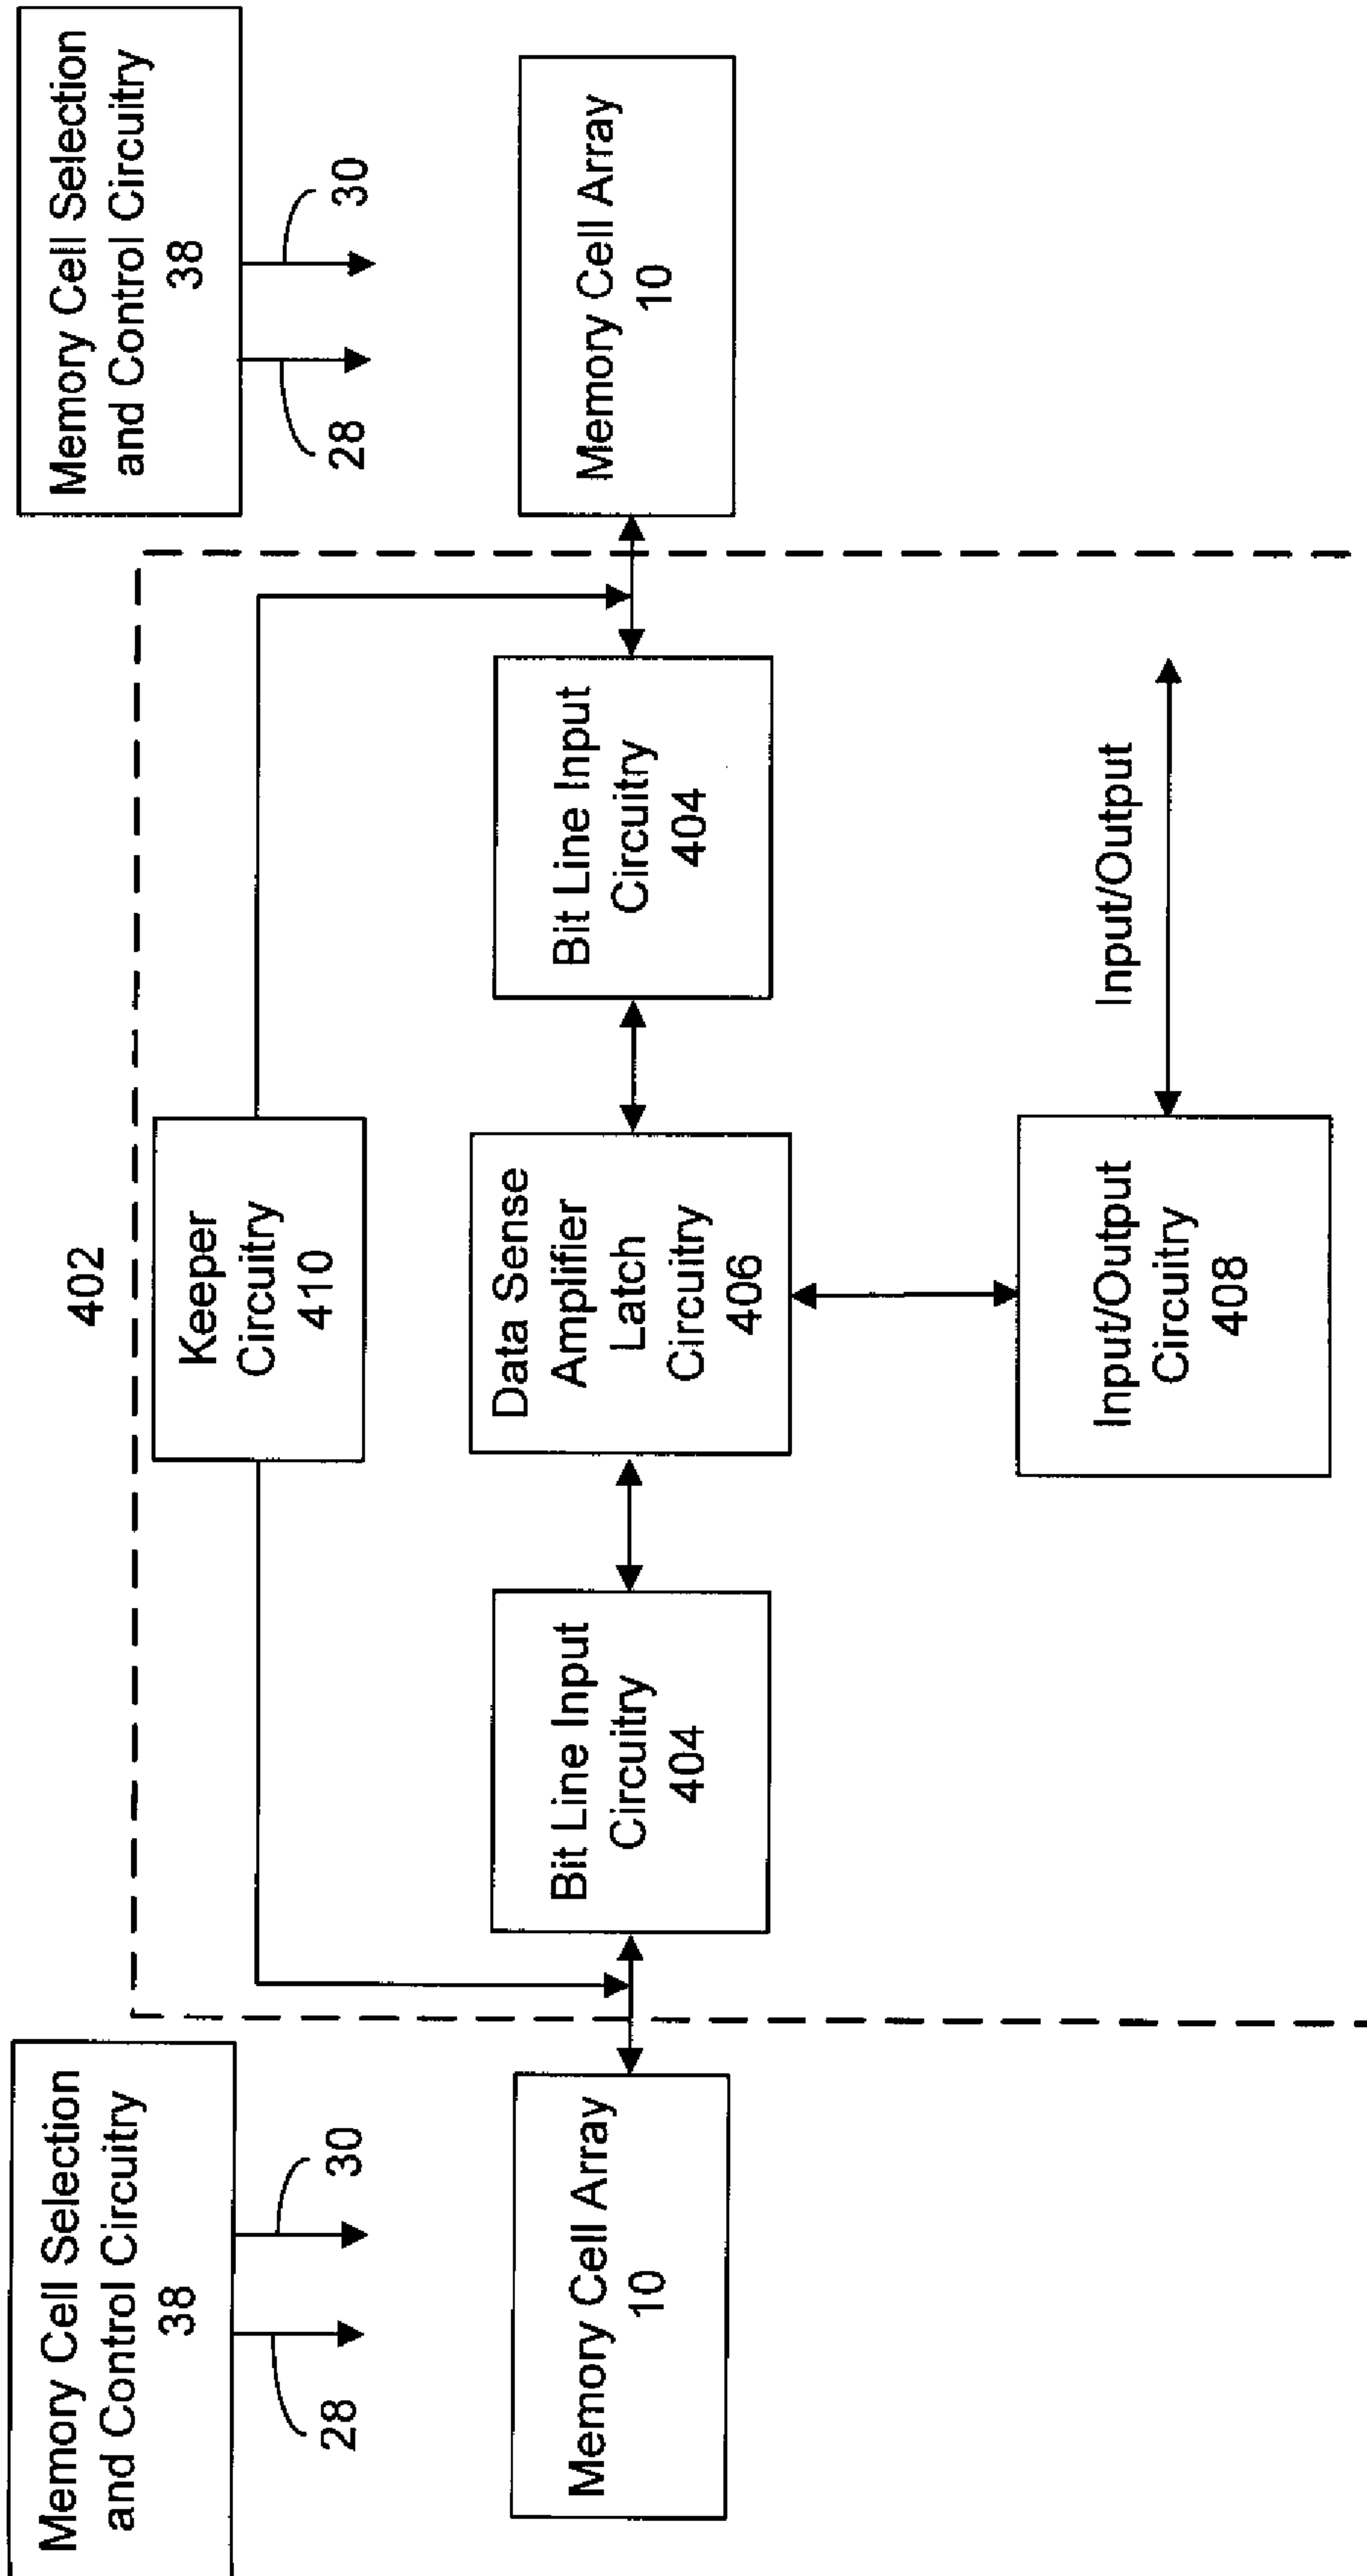 Memory Cell Selection
and Control Circuitry
38
28
30
Memory Cell Array
10
402
Keeper
Circuitry
410
Bit Line Input
Circuitry
404
Data Sense
Amplifier
Latch
Circuitry
406
Bit Line Input
Circuitry
404
Input/Output
Circuitry
408
Input/Output
Memory Cell Selection
and Control Circuitry
38
28
30
Memory Cell Array
10